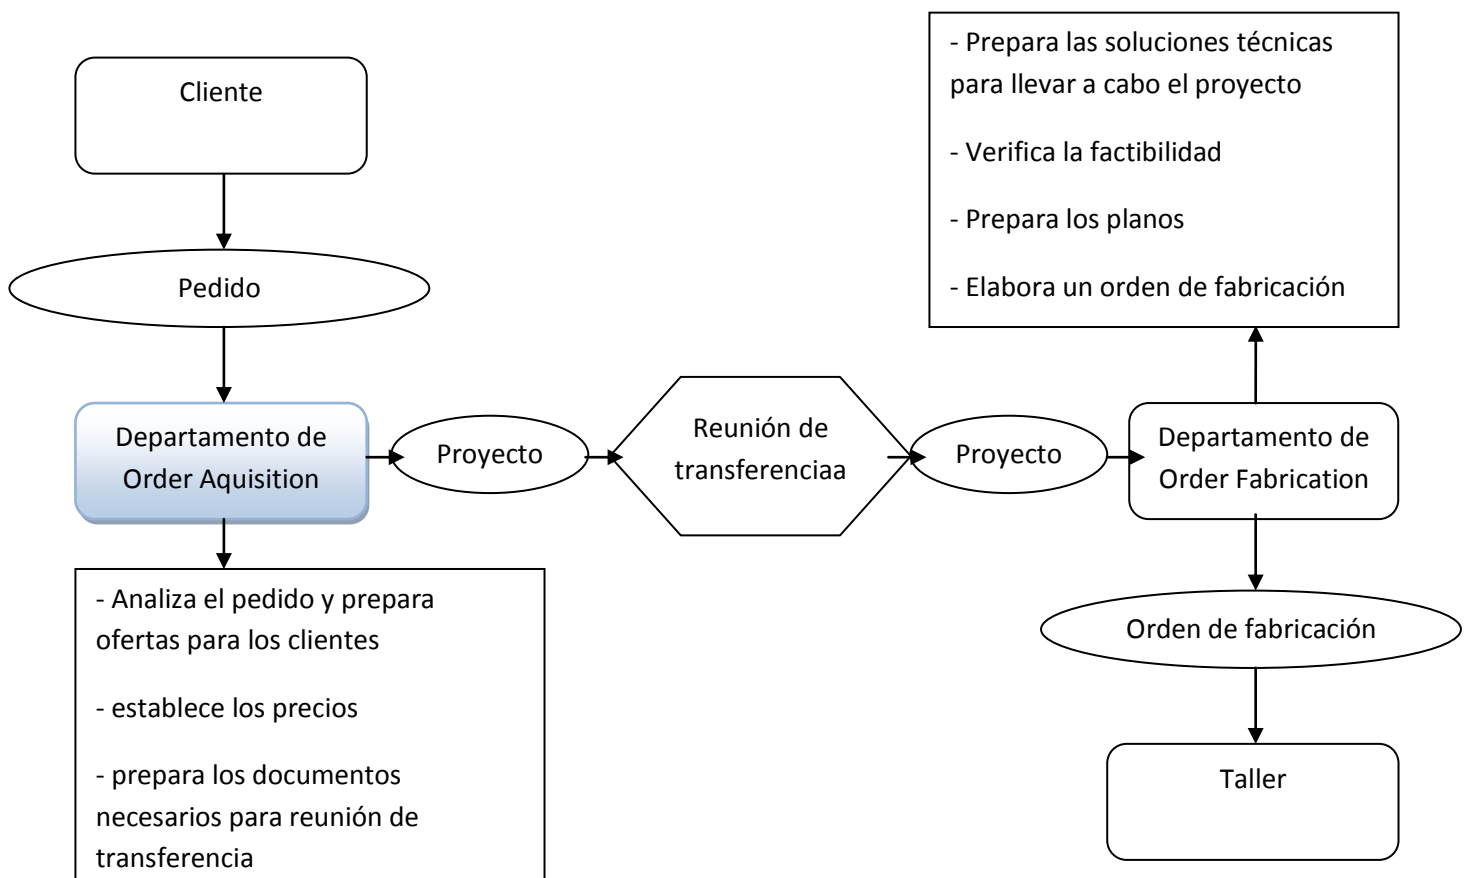 Cliente
Pedido
Departamento de
Order Aquisition
- Analiza el pedido y prepara
ofertas para los clientes
- establece los precios
- prepara los documentos
necesarios para reunión de
transferencia
Proyecto
Reunión de
transferenciaa
Proyecto
Departamento de
Order Fabrication
- Prepara las soluciones técnicas
para llevar a cabo el proyecto
- Verifica la factibilidad
- Prepara los planos
- Elabora un orden de fabricación
Orden de fabricación
Taller